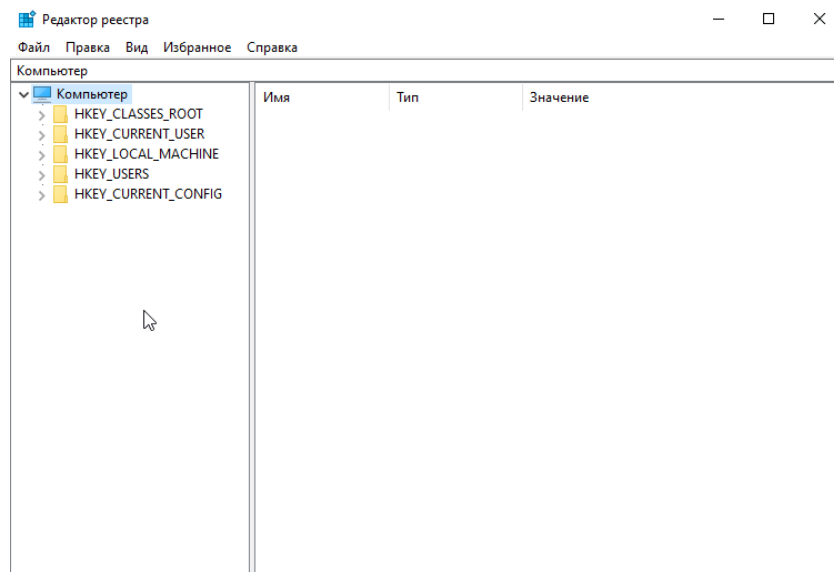 Редактор реестра
Файл Правка Вид Избранное Справка
Компьютер
Компьютер
Имя Тип Значение
HKEY_CLASSES_ROOT
HKEY_CURRENT_USER
HKEY_LOCAL_MACHINE
HKEY_USERS
HKEY_CURRENT_CONFIG